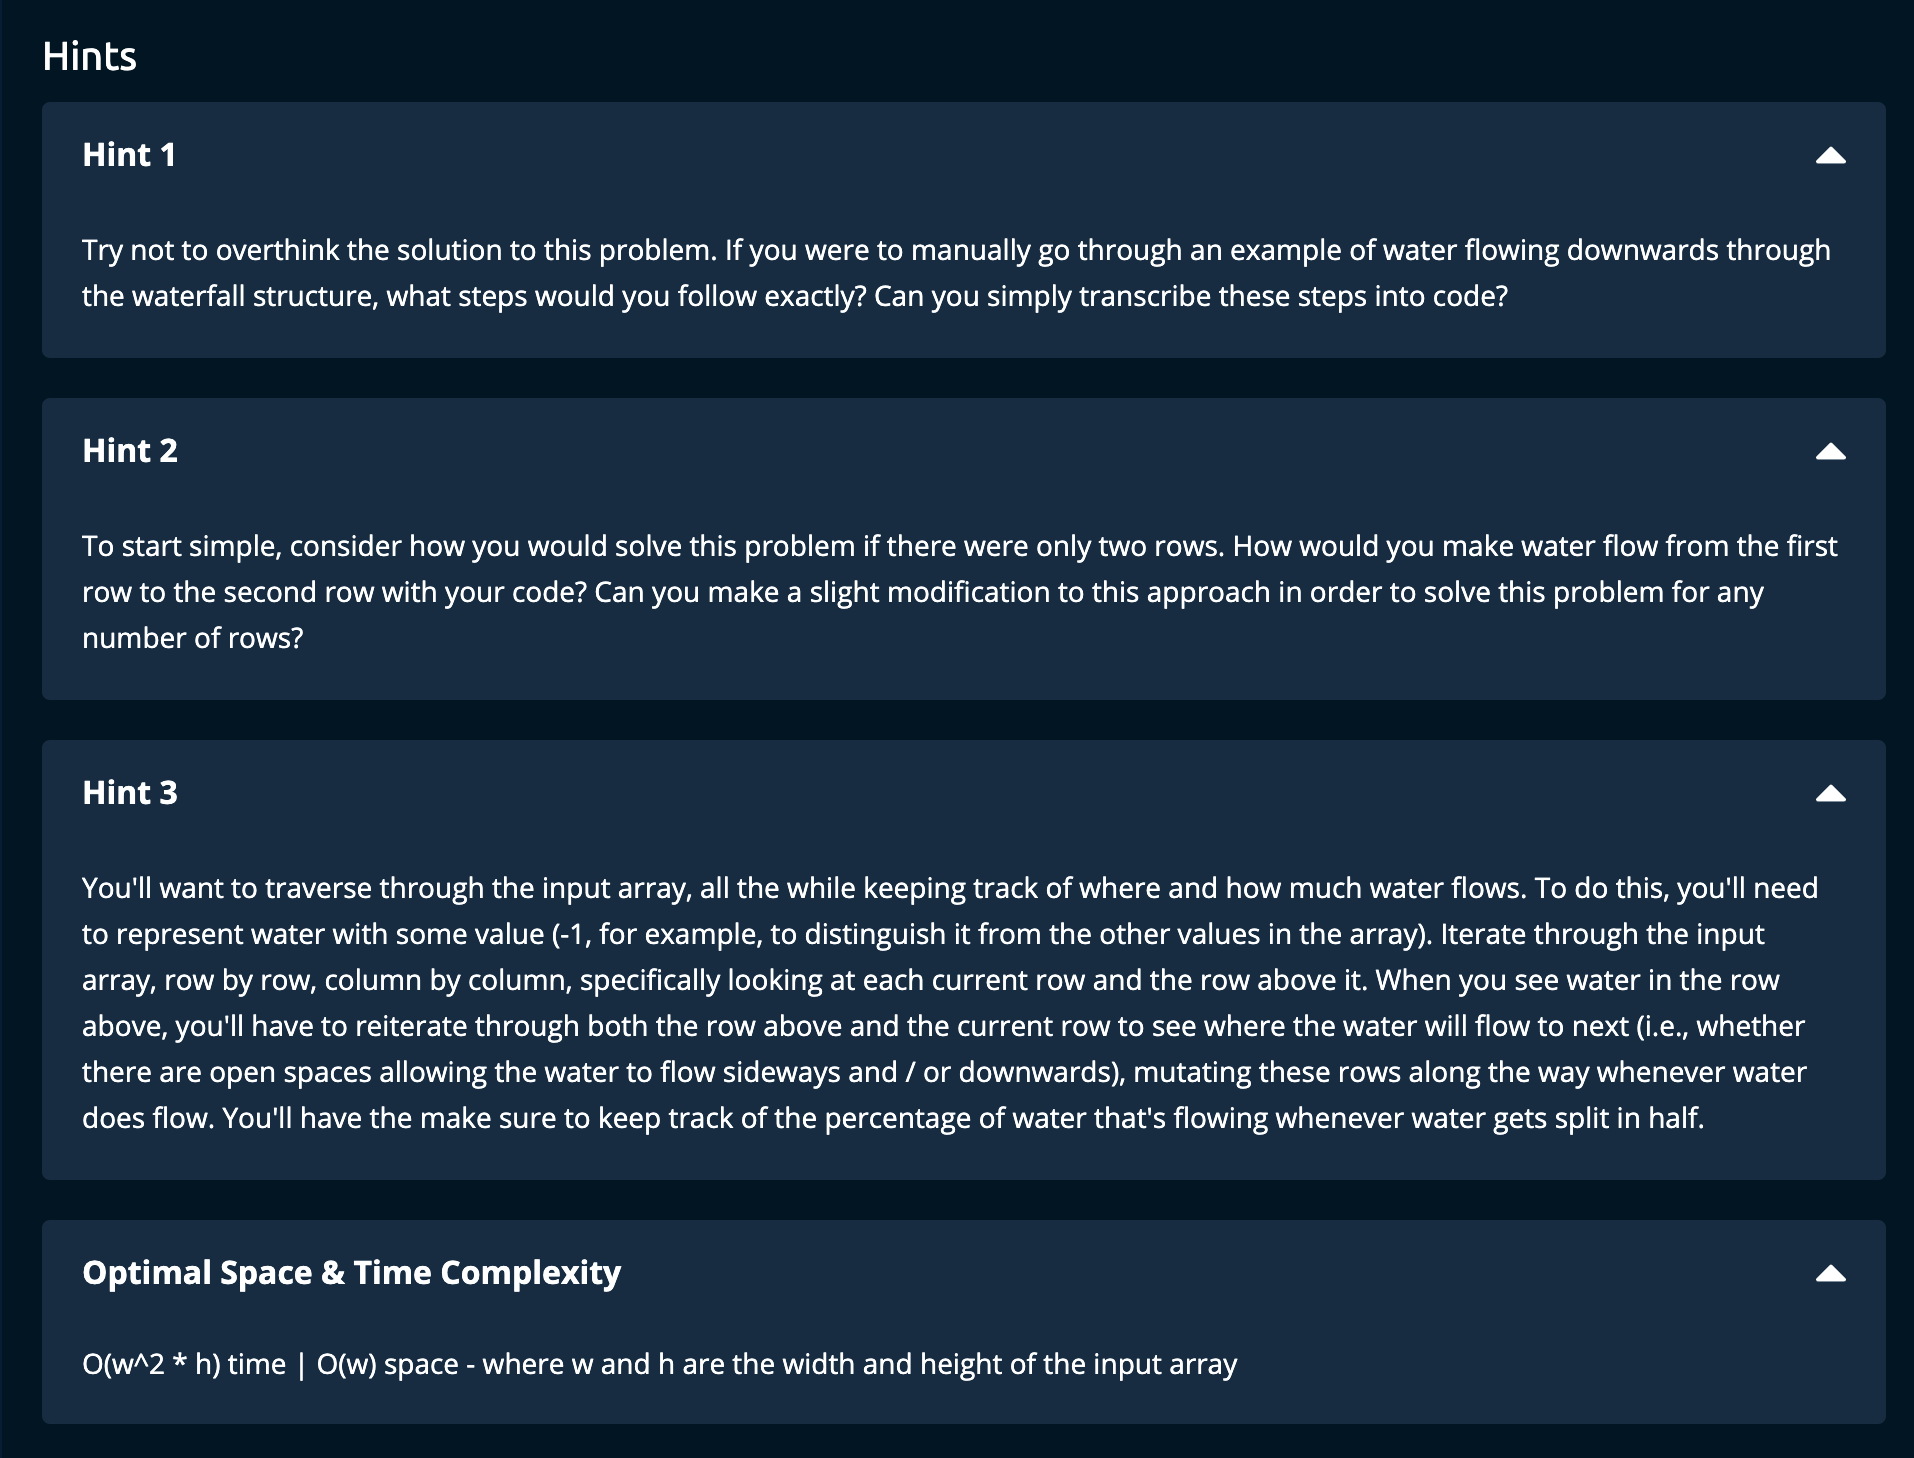 Hints
Hint 1
Try not to overthink the solution to this problem. If you were to manually go through an example of water flowing downwards through
the waterfall structure, what steps would you follow exactly? Can you simply transcribe these steps into code?
Hint 2
To start simple, consider how you would solve this problem if there were only two rows. How would you make water flow from the first
row to the second row with your code? Can you make a slight modification to this approach in order to solve this problem for any
number of rows?
Hint 3
You'll want to traverse through the input array, all the while keeping track of where and how much water flows. To do this, you'll need
to represent water with some value (-1, for example, to distinguish it from the other values in the array). Iterate through the input
array, row by row, column by column, specifically looking at each current row and the row above it. When you see water in the row
above, you'll have to reiterate through both the row above and the current row to see where the water will flow to next (i.e., whether
there are open spaces allowing the water to flow sideways and / or downwards), mutating these rows along the way whenever water
does flow. You'll have the make sure to keep track of the percentage of water that's flowing whenever water gets split in half.
Optimal Space & Time Complexity
O(w^2 * h) time | O(w) space - where w and h are the width and height of the input array